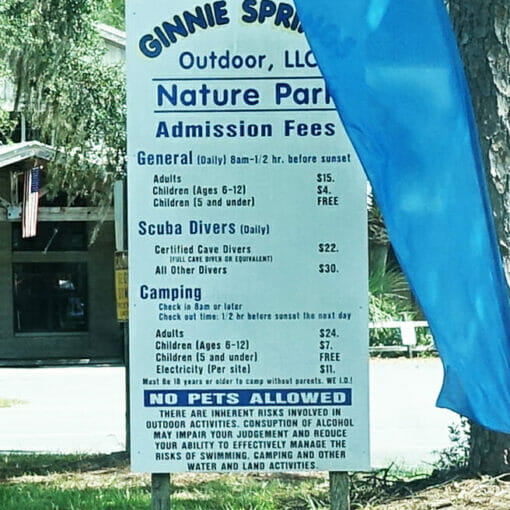 GINNIE SPRINGS
Outdoor, LLC
Nature Park
Admission Fees
General (Daily) 8am-1/2 hr. before sunset
Adults $15.
Children (Ages 6-12) $4.
Children (5 and under) FREE
Scuba Divers (Daily)
Certified Cave Divers $22.
(FULL CAVE DIVER OR EQUIVALENT)
All Other Divers $30.
Camping
Check in 8am or later
Check out time: 1/2 hr before sunset the next day
Adults $24.
Children (Ages 6-12) $7.
Children (5 and under) FREE
Electricity (Per site) $11.
Must Be 18 years or older to camp without parents. WE I.D.!
NO PETS ALLOWED
THERE ARE INHERENT RISKS INVOLVED IN
OUTDOOR ACTIVITIES. CONSUPTION OF ALCOHOL
MAY IMPAIR YOUR JUDGEMENT AND REDUCE
YOUR ABILITY TO EFFECTIVELY MANAGE THE
RISKS OF SWIMMING, CAMPING AND OTHER
WATER AND LAND ACTIVITIES.